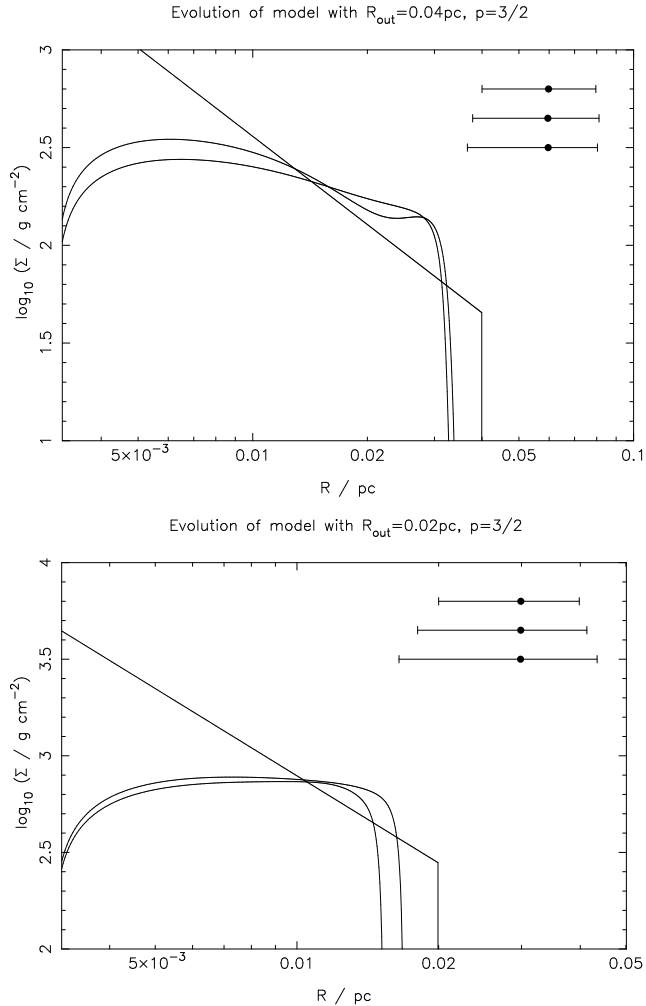 Evolution of model with R_out=0.04pc, p=3/2
3
2.5
2
1.5
1
log₁₀ (Σ / g cm⁻²)
5×10⁻³ 0.01 0.02 0.05 0.1
R / pc
Evolution of model with R_out=0.02pc, p=3/2
4
3.5
3
2.5
2
log₁₀ (Σ / g cm⁻²)
5×10⁻³ 0.01 0.02 0.05
R / pc